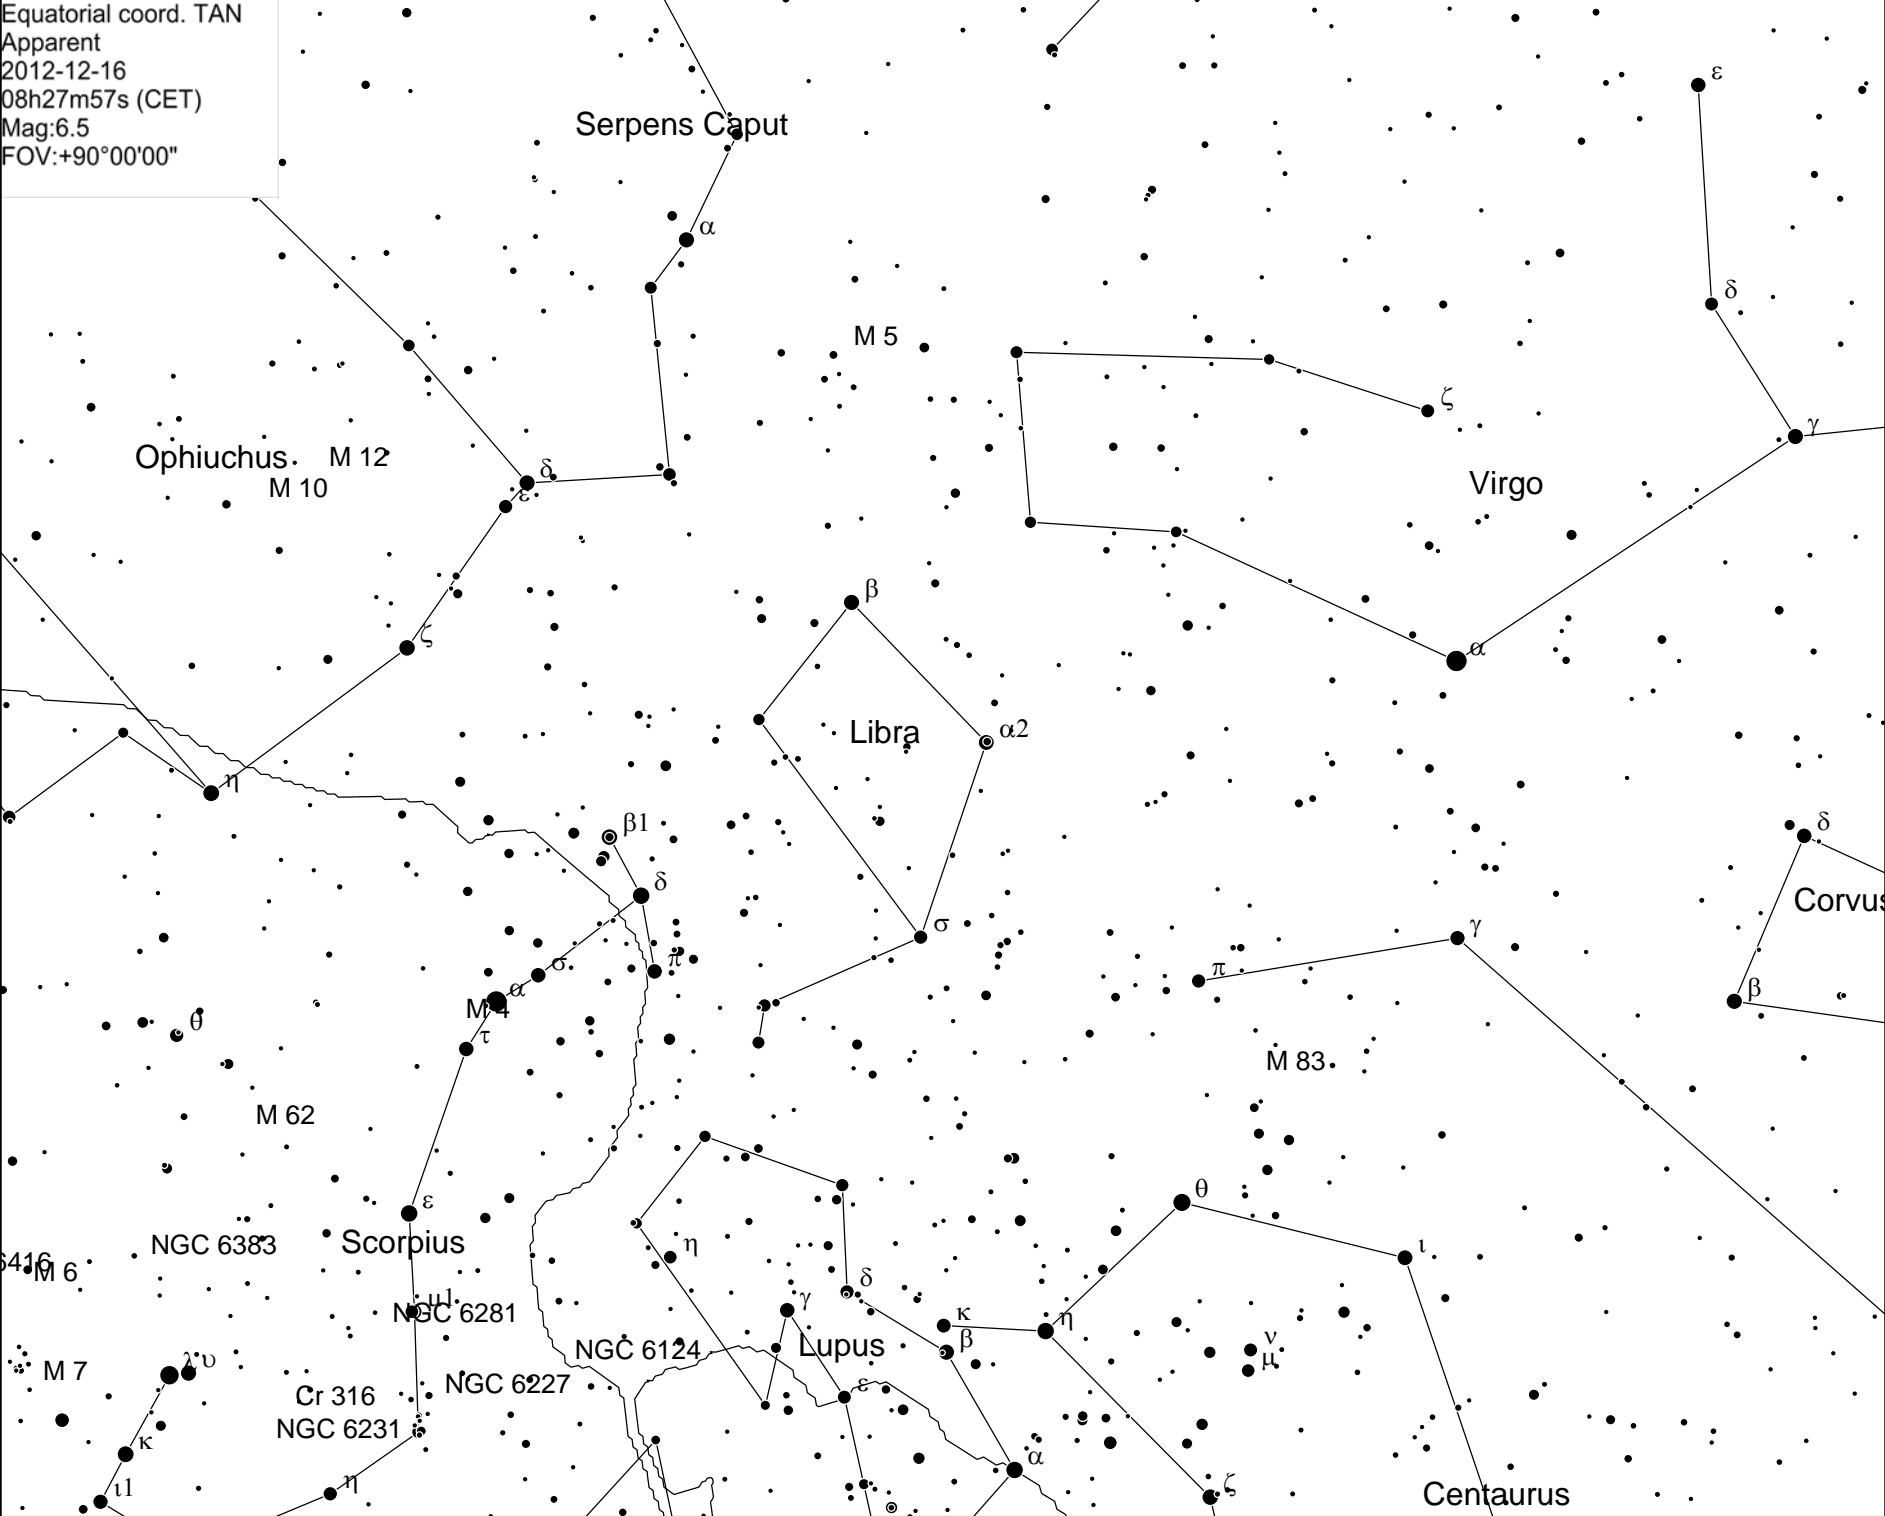 Equatorial coord. TAN
Apparent
2012-12-16
08h27m57s (CET)
Mag:6.5
FOV:+90°00'00"
ε
Serpens Caput
α
δ
M 5
ζ
γ
Ophiuchus
M 12
δ
M 10
ε
Virgo
β
ζ
α
Libra
α2
η
β1
δ
δ
Corvus
σ
γ
π
σ
π
α
β
M 4
θ
τ
M 83
M 62
ε
θ
NGC 6383
Scorpius
η
ι
6416
M 6
δ
μ1
NGC 6281
γ
κ
η
NGC 6124
Lupus
β
ν
μ
M 7
λ
υ
Cr 316
NGC 6227
ε
NGC 6231
κ
α
η
ι1
ζ
Centaurus